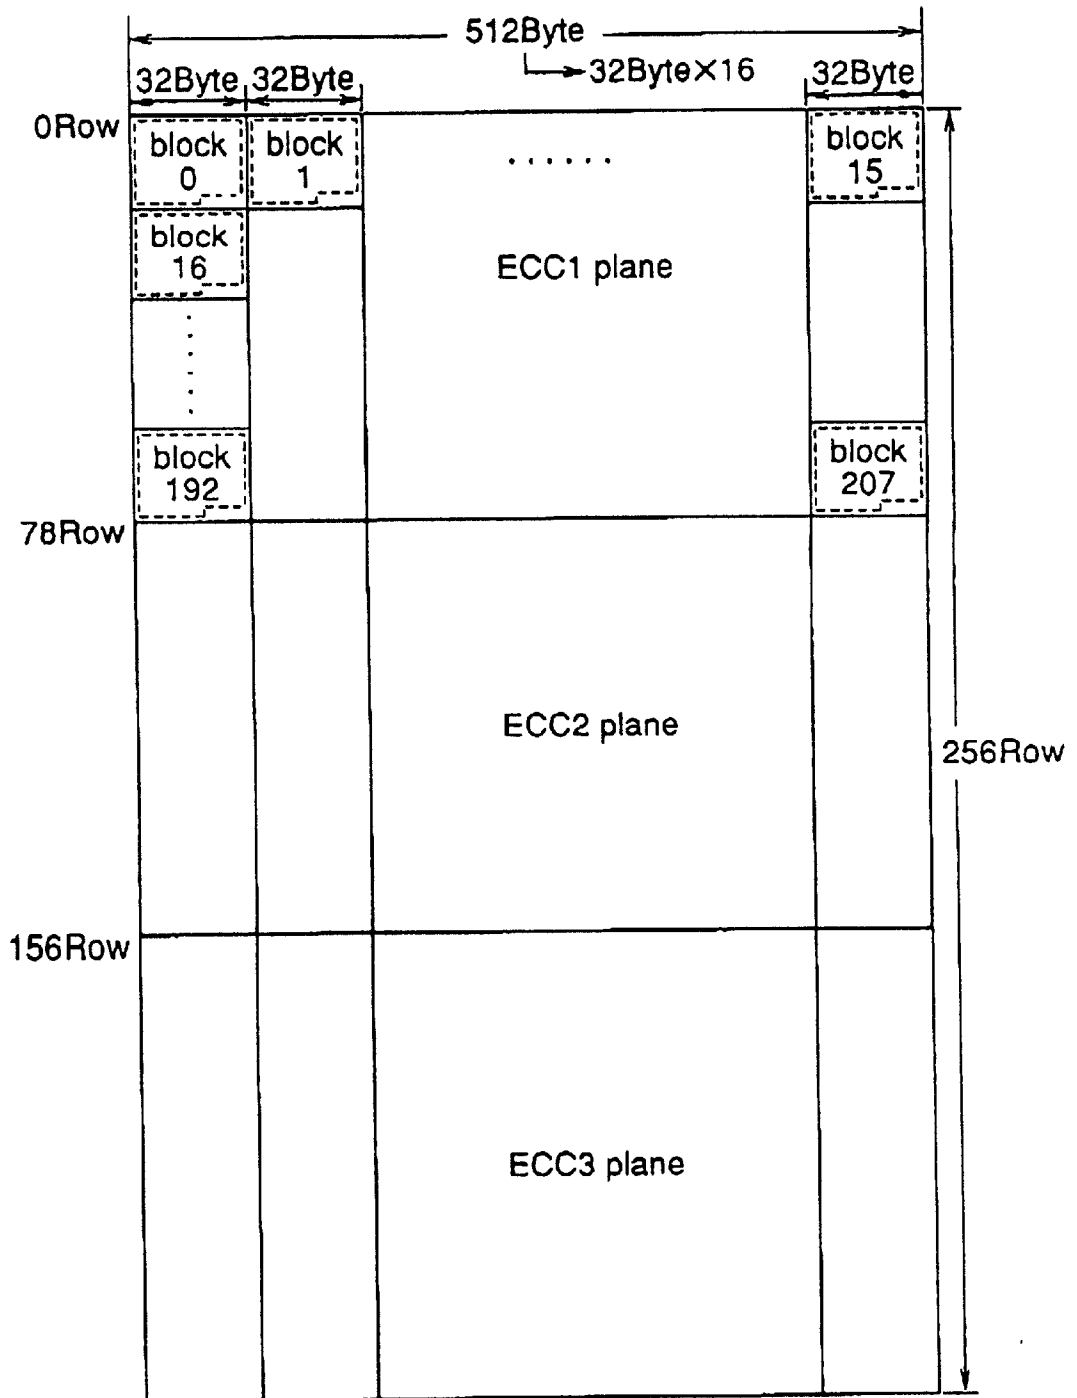 512Byte
32Byte×16
32Byte 32Byte 32Byte
0Row
block
0
block
1
......
block
15
block
16
ECC1 plane
block
192
block
207
78Row
ECC2 plane
256Row
156Row
ECC3 plane